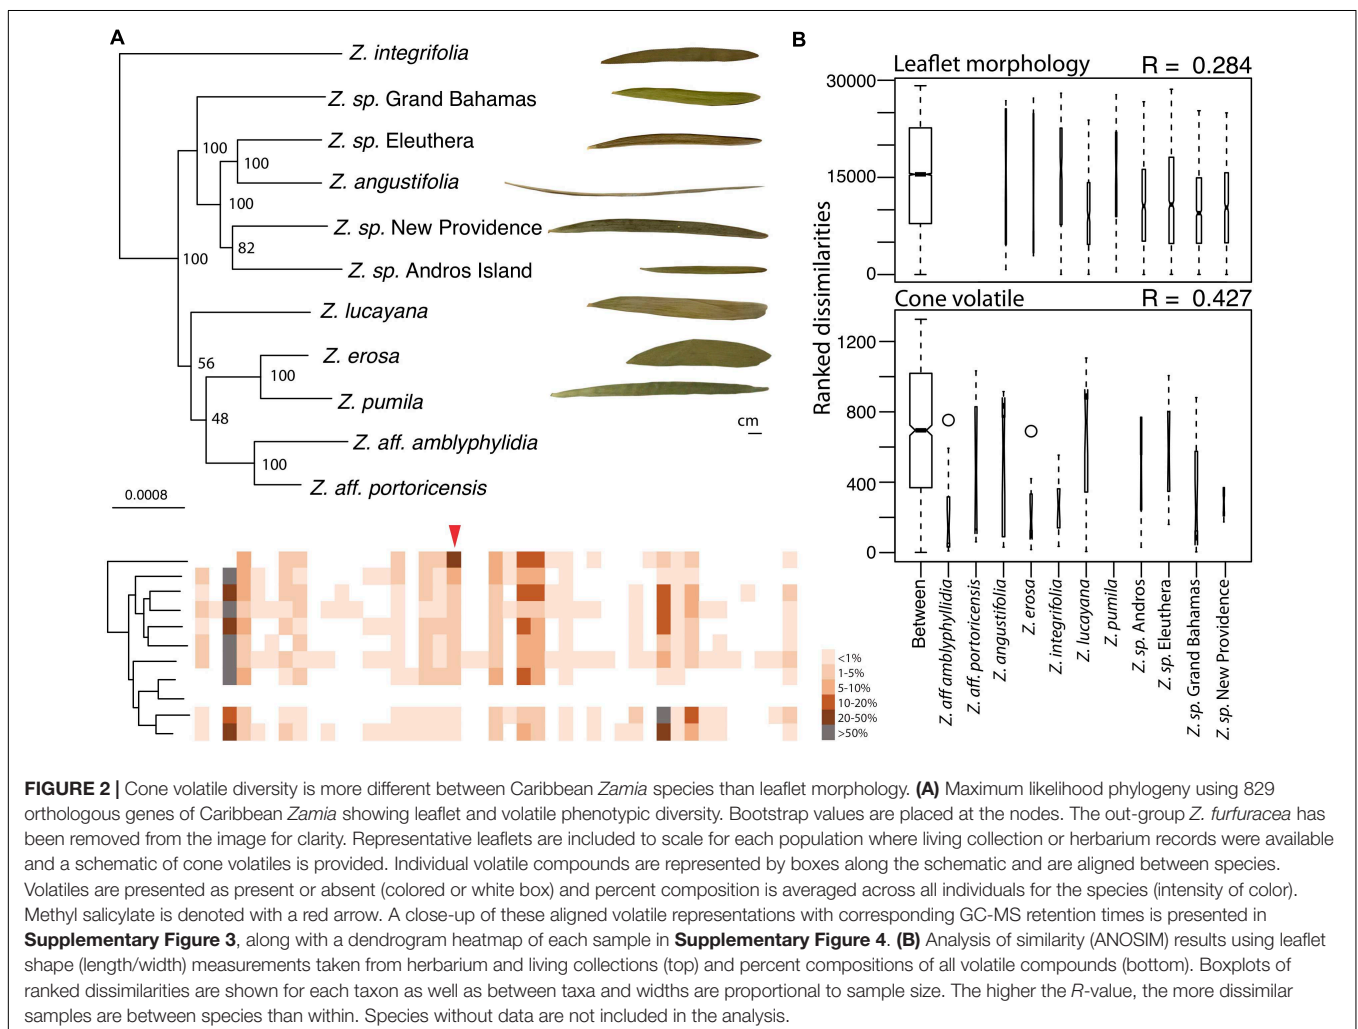 A
Z. integrifolia
Z. sp. Grand Bahamas
Z. sp. Eleuthera
Z. angustifolia
Z. sp. New Providence
Z. sp. Andros Island
Z. lucayana
Z. erosa
Z. pumila
Z. aff. amblyphylidia
Z. aff. portoricensis
100
100
100
82
100
56
100
48
100
cm
0.0008
<1%
1-5%
5-10%
10-20%
20-50%
>50%
B
Leaflet morphology R = 0.284
30000
15000
0
Cone volatile R = 0.427
1200
800
400
0
Ranked dissimilarities
Between
Z. aff amblyphyllidia
Z. aff. portoricensis
Z. angustifolia
Z. erosa
Z. integrifolia
Z. lucayana
Z. pumila
Z. sp. Andros
Z. sp. Eleuthera
Z. sp. Grand Bahamas
Z. sp. New Providence
FIGURE 2 | Cone volatile diversity is more different between Caribbean Zamia species than leaflet morphology. (A) Maximum likelihood phylogeny using 829
orthologous genes of Caribbean Zamia showing leaflet and volatile phenotypic diversity. Bootstrap values are placed at the nodes. The out-group Z. furfuracea has
been removed from the image for clarity. Representative leaflets are included to scale for each population where living collection or herbarium records were available
and a schematic of cone volatiles is provided. Individual volatile compounds are represented by boxes along the schematic and are aligned between species.
Volatiles are presented as present or absent (colored or white box) and percent composition is averaged across all individuals for the species (intensity of color).
Methyl salicylate is denoted with a red arrow. A close-up of these aligned volatile representations with corresponding GC-MS retention times is presented in
Supplementary Figure 3, along with a dendrogram heatmap of each sample in Supplementary Figure 4. (B) Analysis of similarity (ANOSIM) results using leaflet
shape (length/width) measurements taken from herbarium and living collections (top) and percent compositions of all volatile compounds (bottom). Boxplots of
ranked dissimilarities are shown for each taxon as well as between taxa and widths are proportional to sample size. The higher the R-value, the more dissimilar
samples are between species than within. Species without data are not included in the analysis.